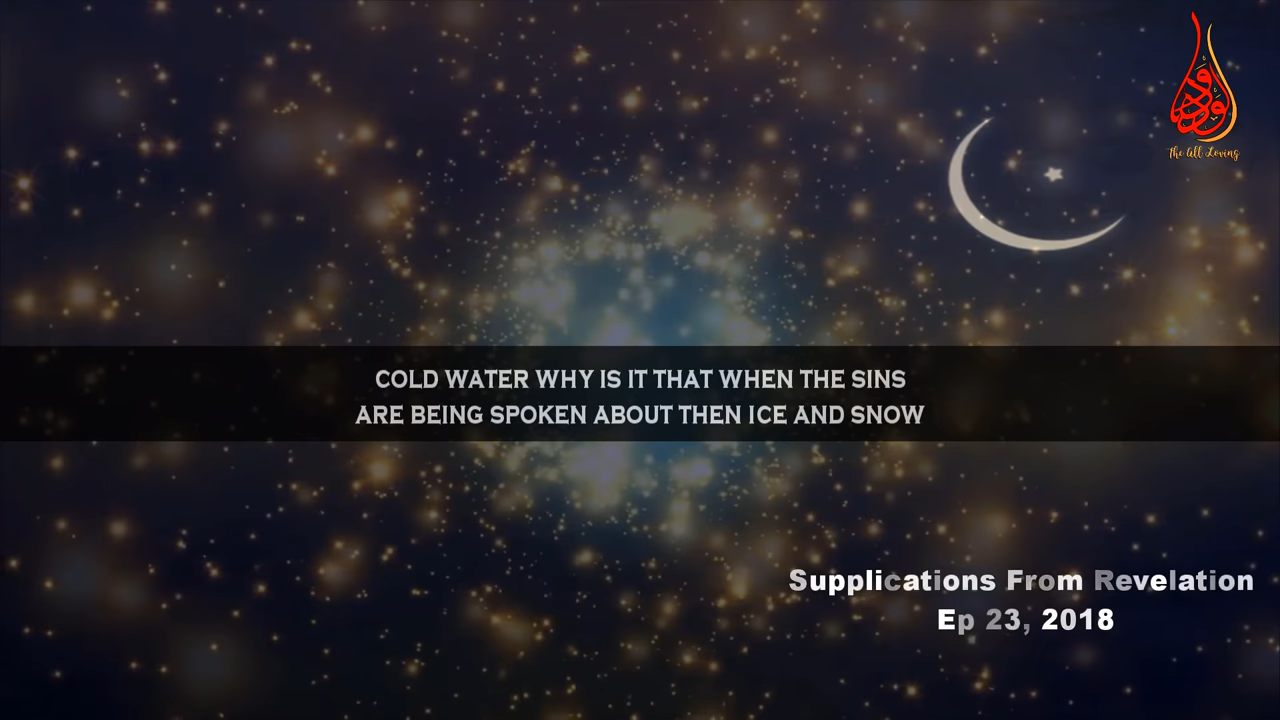 ودود
The All Loving
COLD WATER WHY IS IT THAT WHEN THE SINS
ARE BEING SPOKEN ABOUT THEN ICE AND SNOW
Supplications From Revelation
Ep 23, 2018